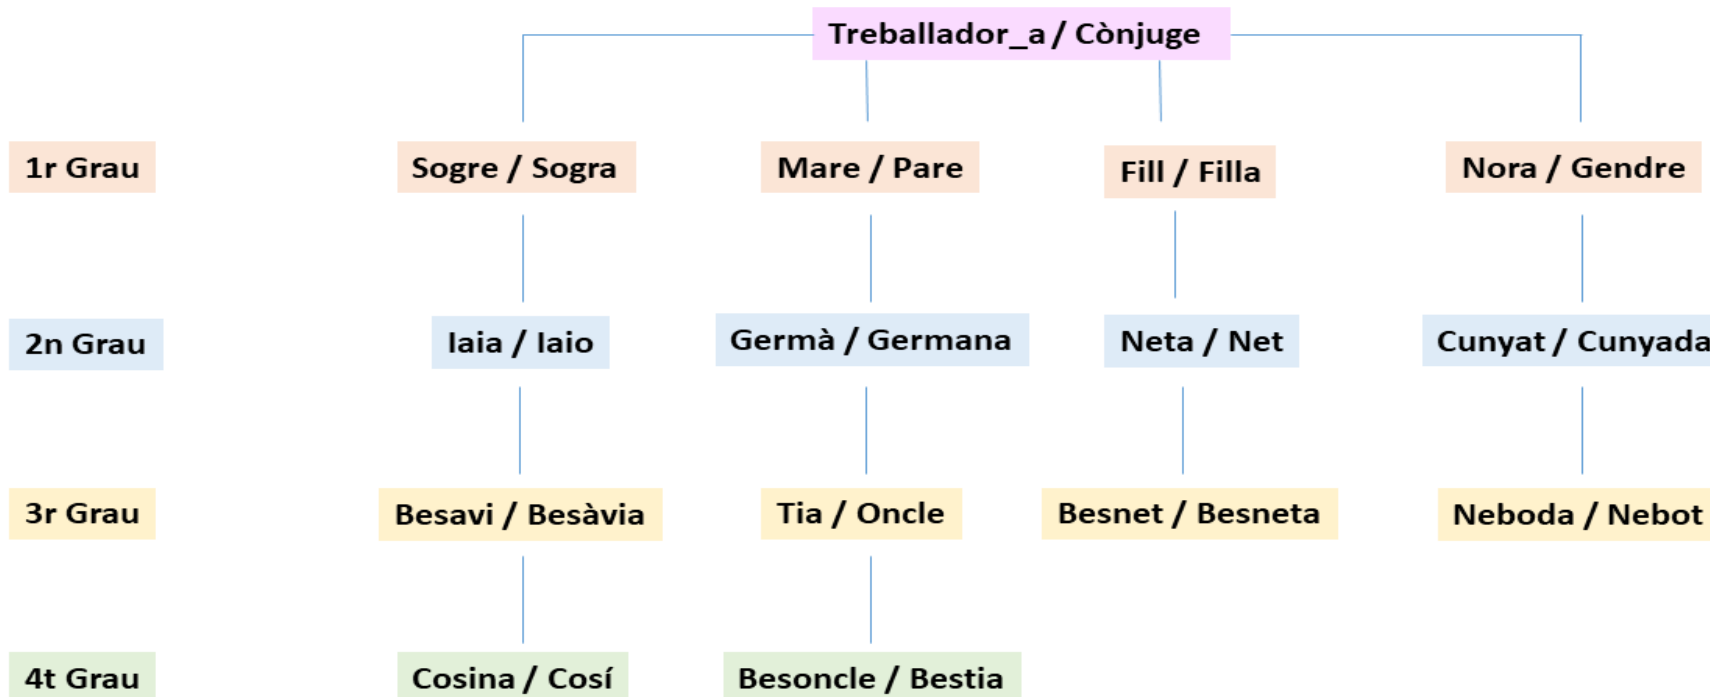 Treballador_a / Cònjuge
1r Grau Sogre / Sogra Mare / Pare Fill / Filla Nora / Gendre
2n Grau Iaia / Iaio Germà / Germana Neta / Net Cunyat / Cunyada
3r Grau Besavi / Besàvia Tia / Oncle Besnet / Besneta Neboda / Nebot
4t Grau Cosina / Cosí Besoncle / Bestia